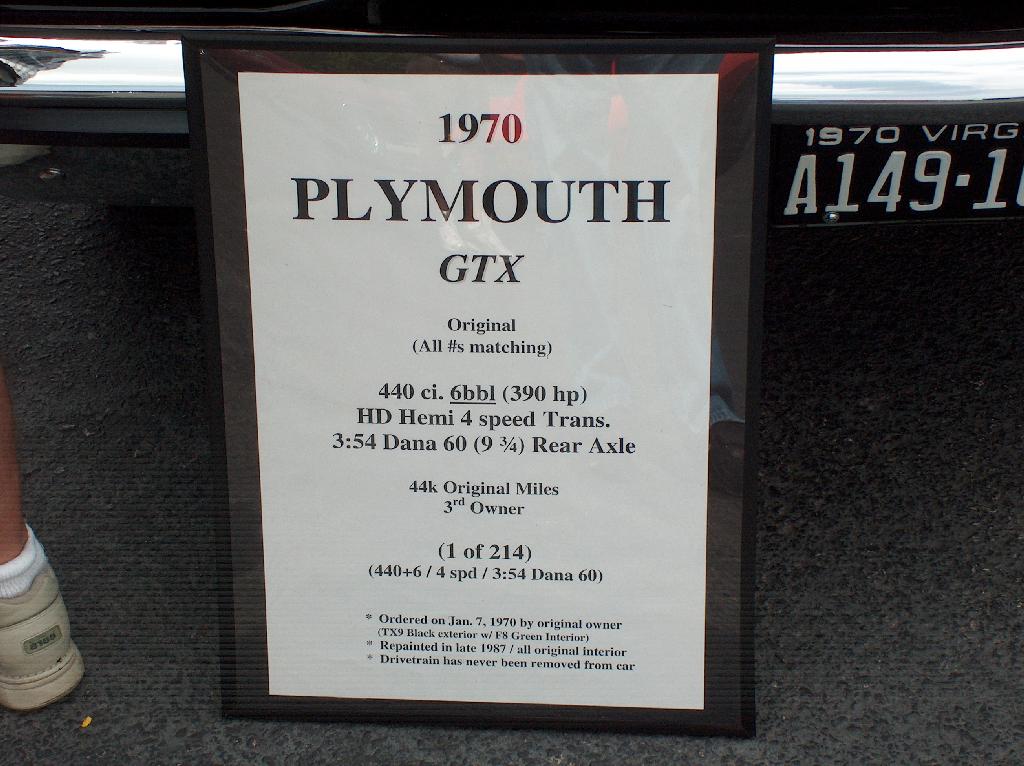 1970
PLYMOUTH
GTX
Original
(All #s matching)
440 ci. 6bbl (390 hp)
HD Hemi 4 speed Trans.
3:54 Dana 60 (9 ¾) Rear Axle
44k Original Miles
3rd Owner
(1 of 214)
(440+6 / 4 spd / 3:54 Dana 60)
* Ordered on Jan. 7, 1970 by original owner
(TX9 Black exterior w/ F8 Green Interior)
* Repainted in late 1987 / all original interior
* Drivetrain has never been removed from car
1970 VIRG
A149·1